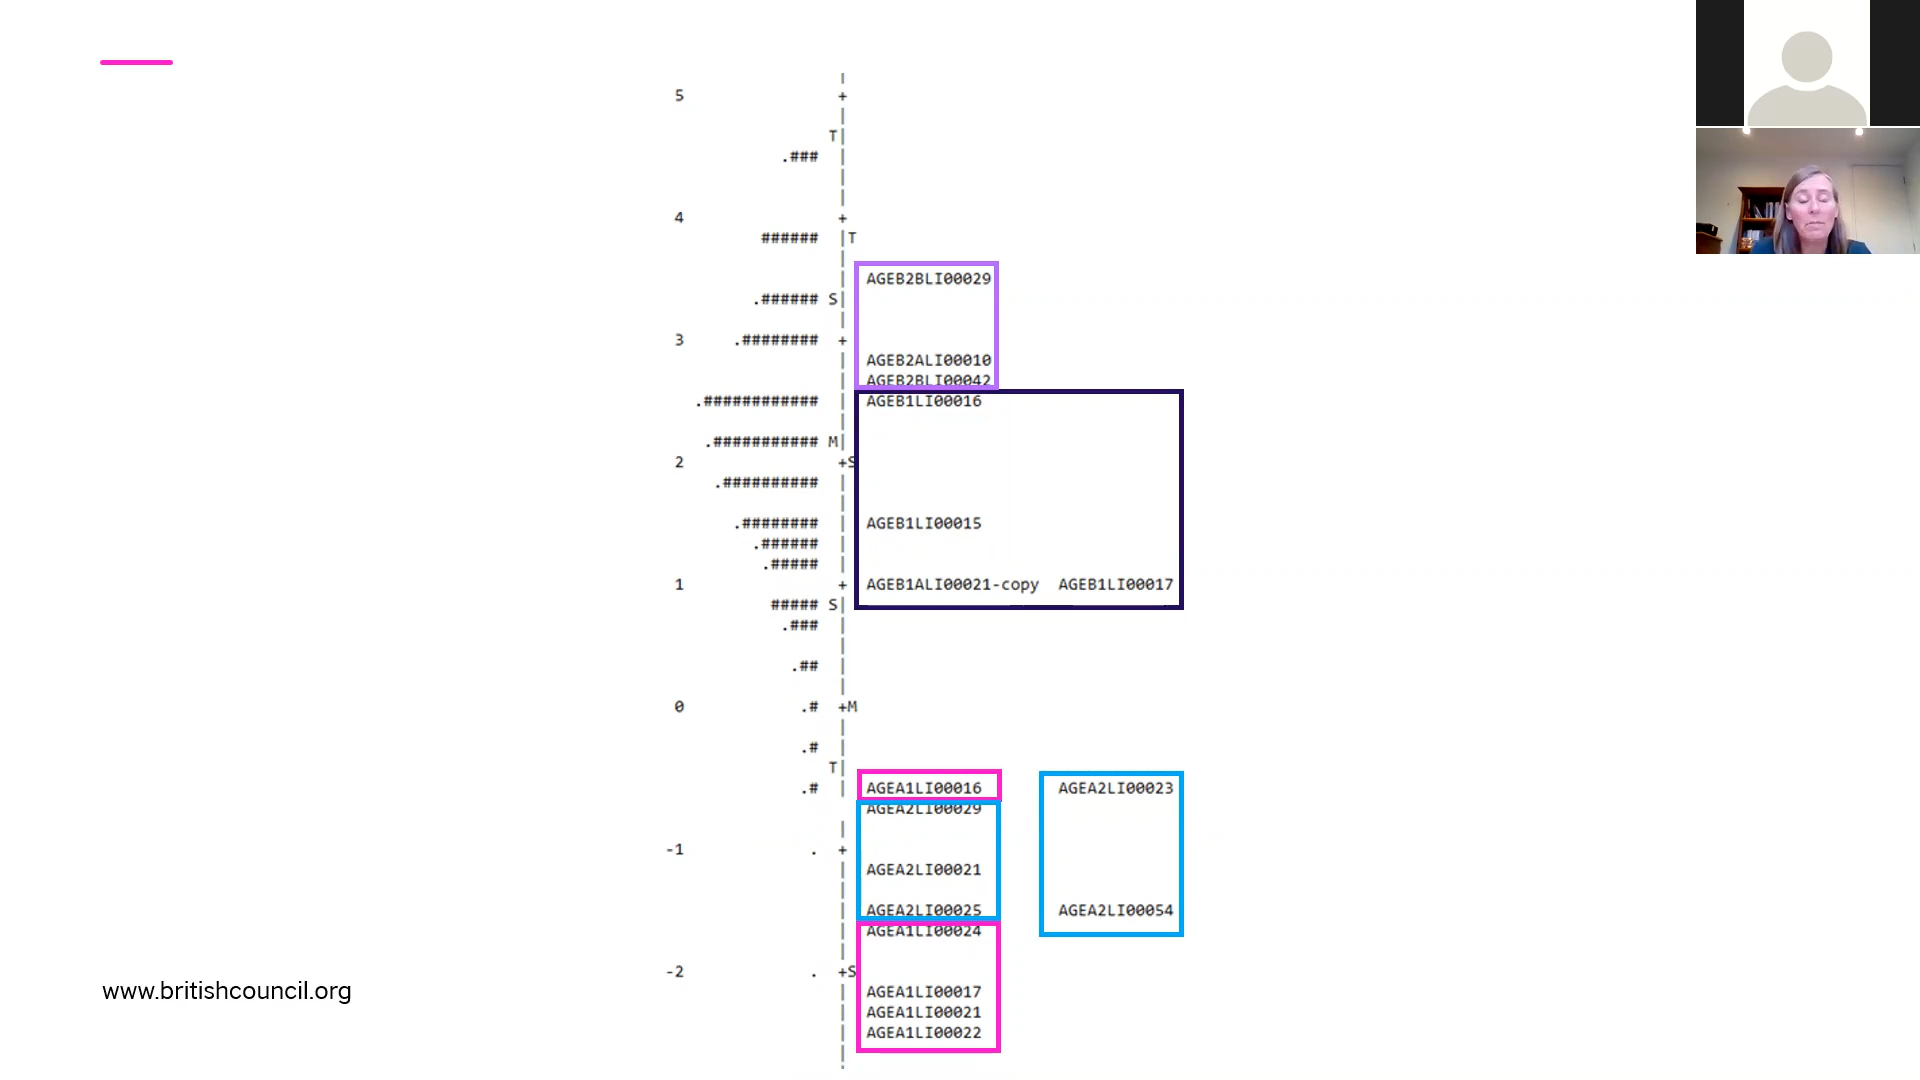 5 +
T|
.### |
4 +
###### |T
| AGEB2BLI00029
.###### S|
3 .######## +
| AGEB2ALI00010
| AGEB2BLI00042
.############ | AGEB1LI00016
.########### M|
2 +S
.########## |
.######## | AGEB1LI00015
.###### |
.##### |
1 + AGEB1ALI00021-copy AGEB1LI00017
##### S|
.### |
.## |
0 .# +M
.# |
T|
.# | AGEA1LI00016 AGEA2LI00023
AGEA2LI00029
-1 . +
| AGEA2LI00021
| AGEA2LI00025 AGEA2LI00054
| AGEA1LI00024
-2 . +S
| AGEA1LI00017
| AGEA1LI00021
| AGEA1LI00022
www.britishcouncil.org